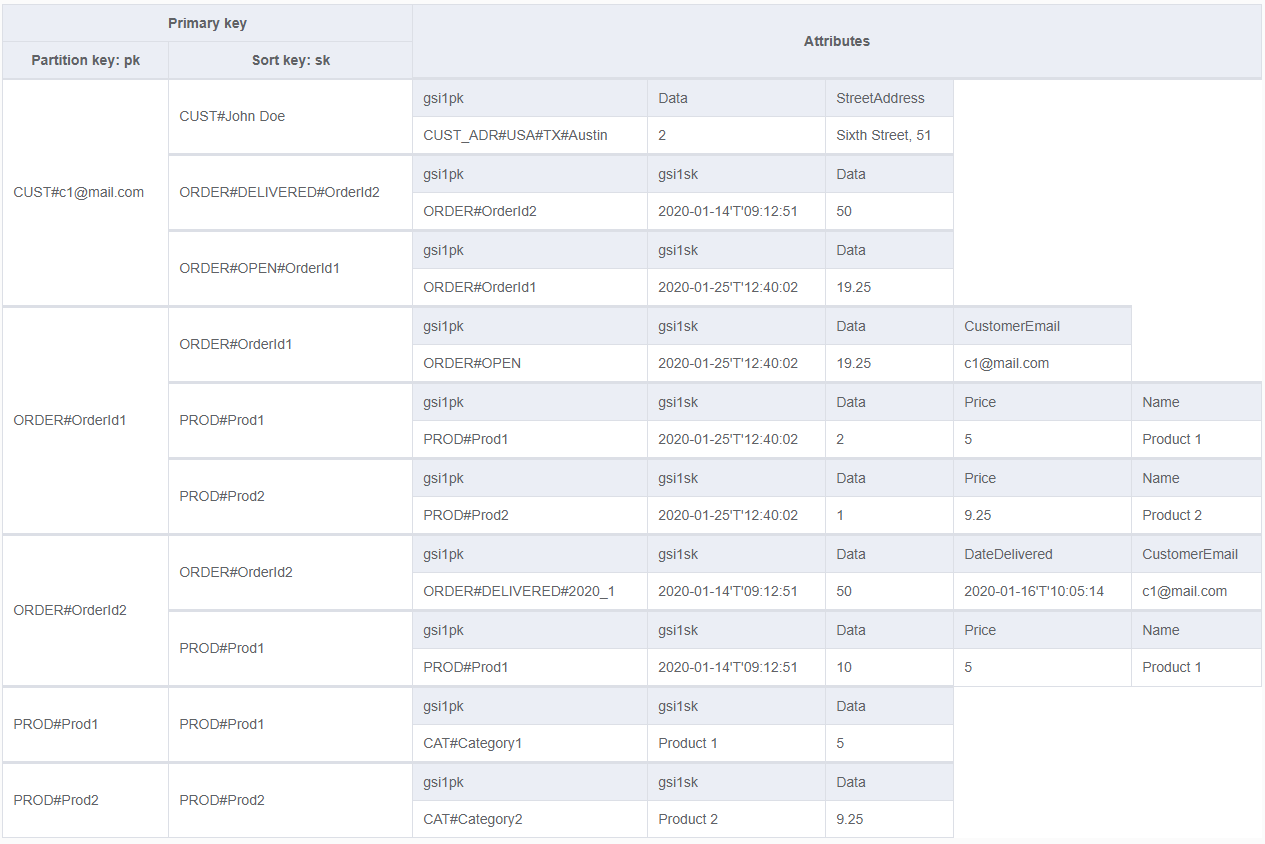 Primary key
Attributes
Partition key: pk Sort key: sk
CUST#c1@mail.com
CUST#John Doe
gsi1pk Data StreetAddress
CUST_ADR#USA#TX#Austin 2 Sixth Street, 51
ORDER#DELIVERED#OrderId2
gsi1pk gsi1sk Data
ORDER#OrderId2 2020-01-14'T'09:12:51 50
ORDER#OPEN#OrderId1
gsi1pk gsi1sk Data
ORDER#OrderId1 2020-01-25'T'12:40:02 19.25
ORDER#OrderId1
ORDER#OrderId1
gsi1pk gsi1sk Data CustomerEmail
ORDER#OPEN 2020-01-25'T'12:40:02 19.25 c1@mail.com
PROD#Prod1
gsi1pk gsi1sk Data Price Name
PROD#Prod1 2020-01-25'T'12:40:02 2 5 Product 1
PROD#Prod2
gsi1pk gsi1sk Data Price Name
PROD#Prod2 2020-01-25'T'12:40:02 1 9.25 Product 2
ORDER#OrderId2
ORDER#OrderId2
gsi1pk gsi1sk Data DateDelivered CustomerEmail
ORDER#DELIVERED#2020_1 2020-01-14'T'09:12:51 50 2020-01-16'T'10:05:14 c1@mail.com
PROD#Prod1
gsi1pk gsi1sk Data Price Name
PROD#Prod1 2020-01-14'T'09:12:51 10 5 Product 1
PROD#Prod1
PROD#Prod1
gsi1pk gsi1sk Data
CAT#Category1 Product 1 5
PROD#Prod2
PROD#Prod2
gsi1pk gsi1sk Data
CAT#Category2 Product 2 9.25